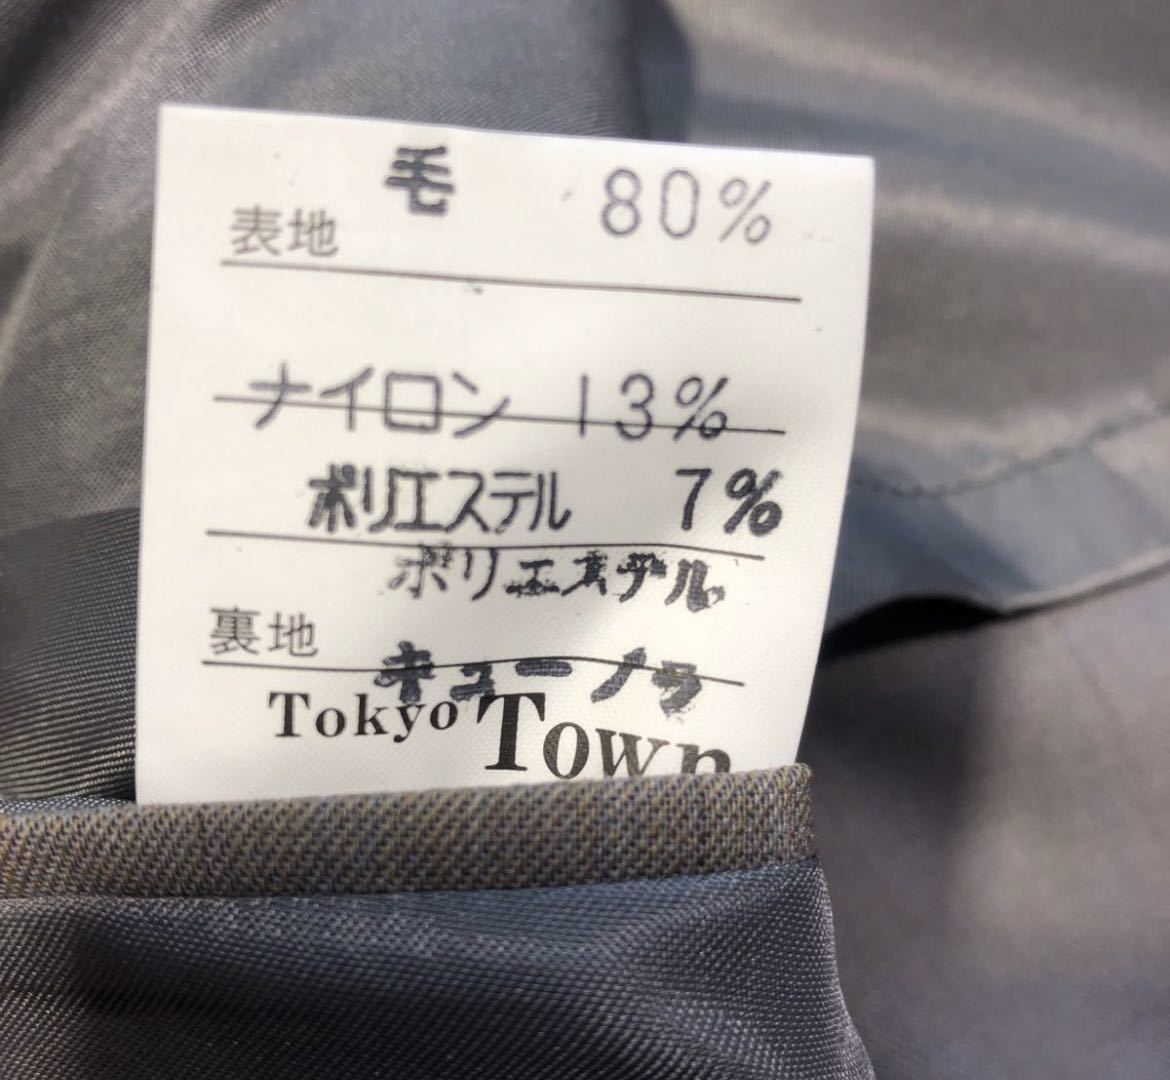 毛 80%
表地
ナイロン 13%
ポリエステル 7%
ポリエステル
裏地
キュープラ
Tokyo Town